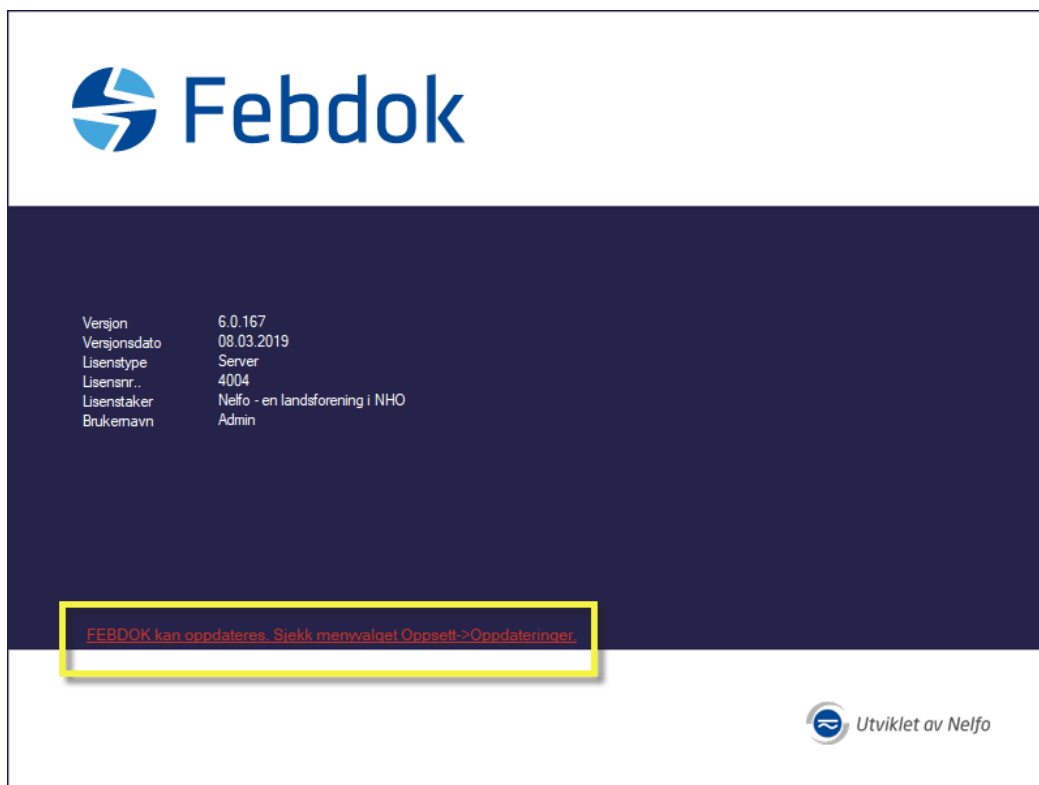 Febdok
Versjon 6.0.167
Versjonsdato 08.03.2019
Lisenstype Server
Lisensnr.. 4004
Lisenstaker Nelfo - en landsforening i NHO
Brukernavn Admin
FEBDOK kan oppdateres. Sjekk menyvalget Oppsett->Oppdateringer.
Utviklet av Nelfo